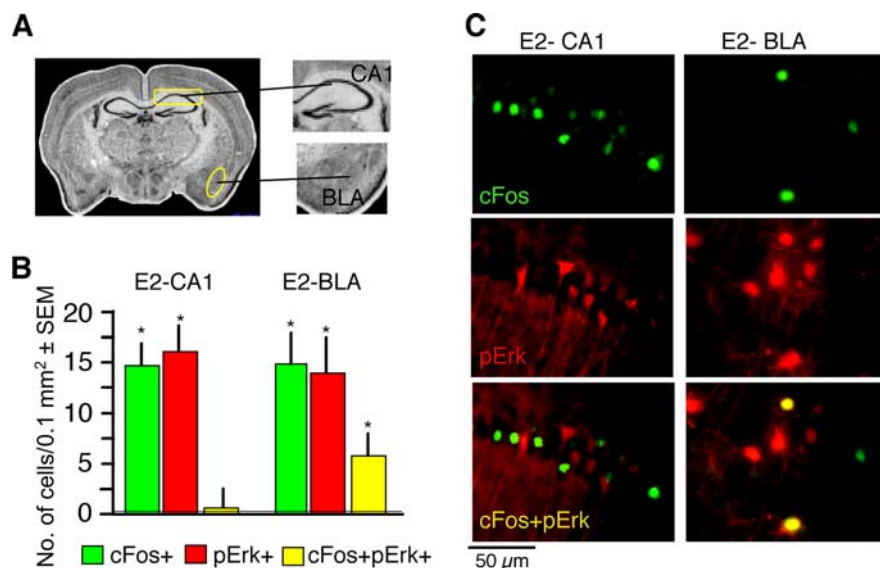 A
CA1
BLA
B
E2-CA1
E2-BLA
No. of cells/0.1 mm² ± SEM
20
15
10
5
0
* * * * *
cFos+ pErk+ cFos+pErk+
C
E2- CA1
E2- BLA
cFos
pErk
cFos+pErk
50 µm